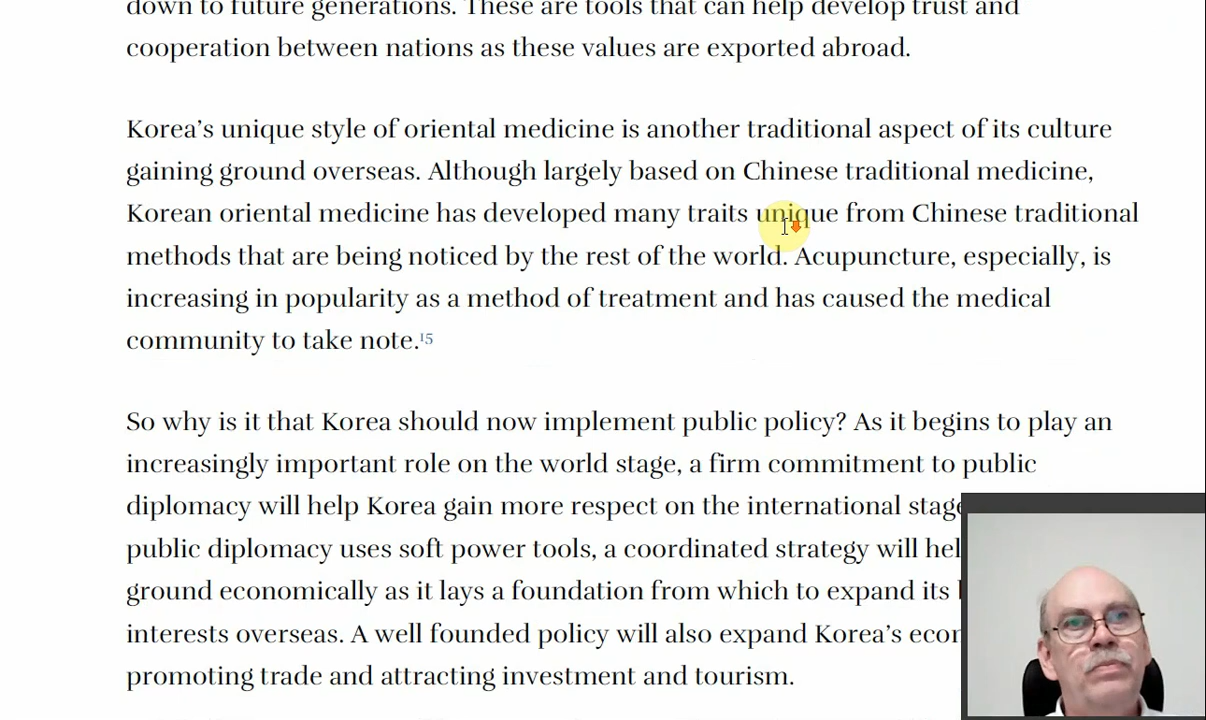 down to future generations. These are tools that can help develop trust and
cooperation between nations as these values are exported abroad.
Korea’s unique style of oriental medicine is another traditional aspect of its culture
gaining ground overseas. Although largely based on Chinese traditional medicine,
Korean oriental medicine has developed many traits unique from Chinese traditional
methods that are being noticed by the rest of the world. Acupuncture, especially, is
increasing in popularity as a method of treatment and has caused the medical
community to take note.15
So why is it that Korea should now implement public policy? As it begins to play an
increasingly important role on the world stage, a firm commitment to public
diplomacy will help Korea gain more respect on the international stage
public diplomacy uses soft power tools, a coordinated strategy will hel
ground economically as it lays a foundation from which to expand its
interests overseas. A well founded policy will also expand Korea’s econ
promoting trade and attracting investment and tourism.